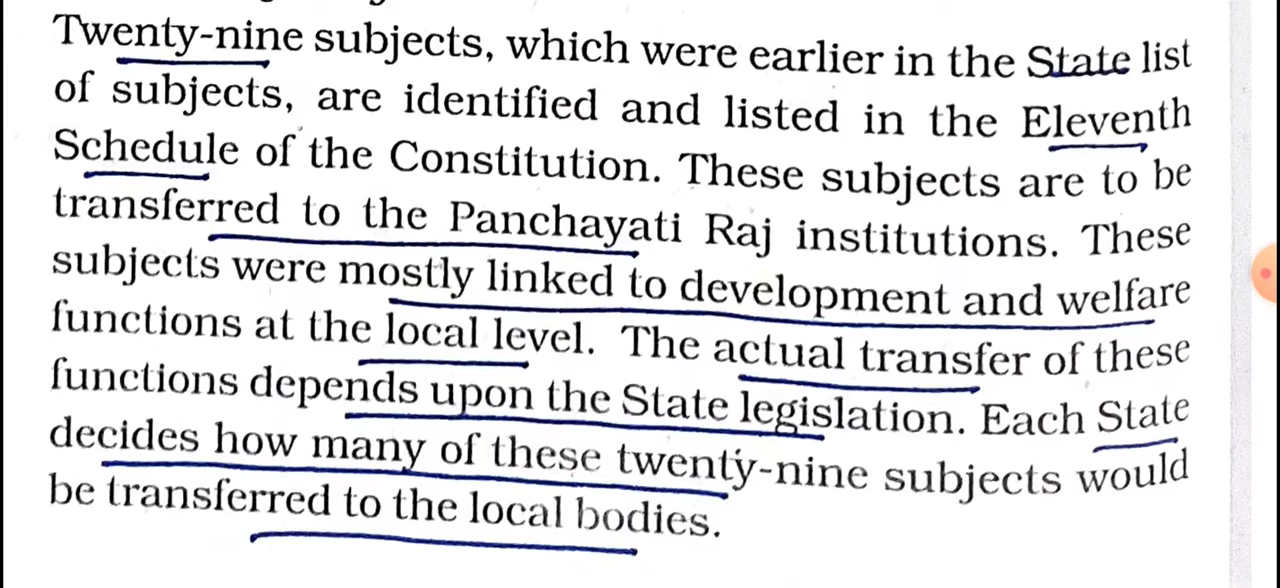 Twenty-nine subjects, which were earlier in the State list
of subjects, are identified and listed in the Eleventh
Schedule of the Constitution. These subjects are to be
transferred to the Panchayati Raj institutions. These
subjects were mostly linked to development and welfare
functions at the local level. The actual transfer of these
functions depends upon the State legislation. Each State
decides how many of these twenty-nine subjects would
be transferred to the local bodies.